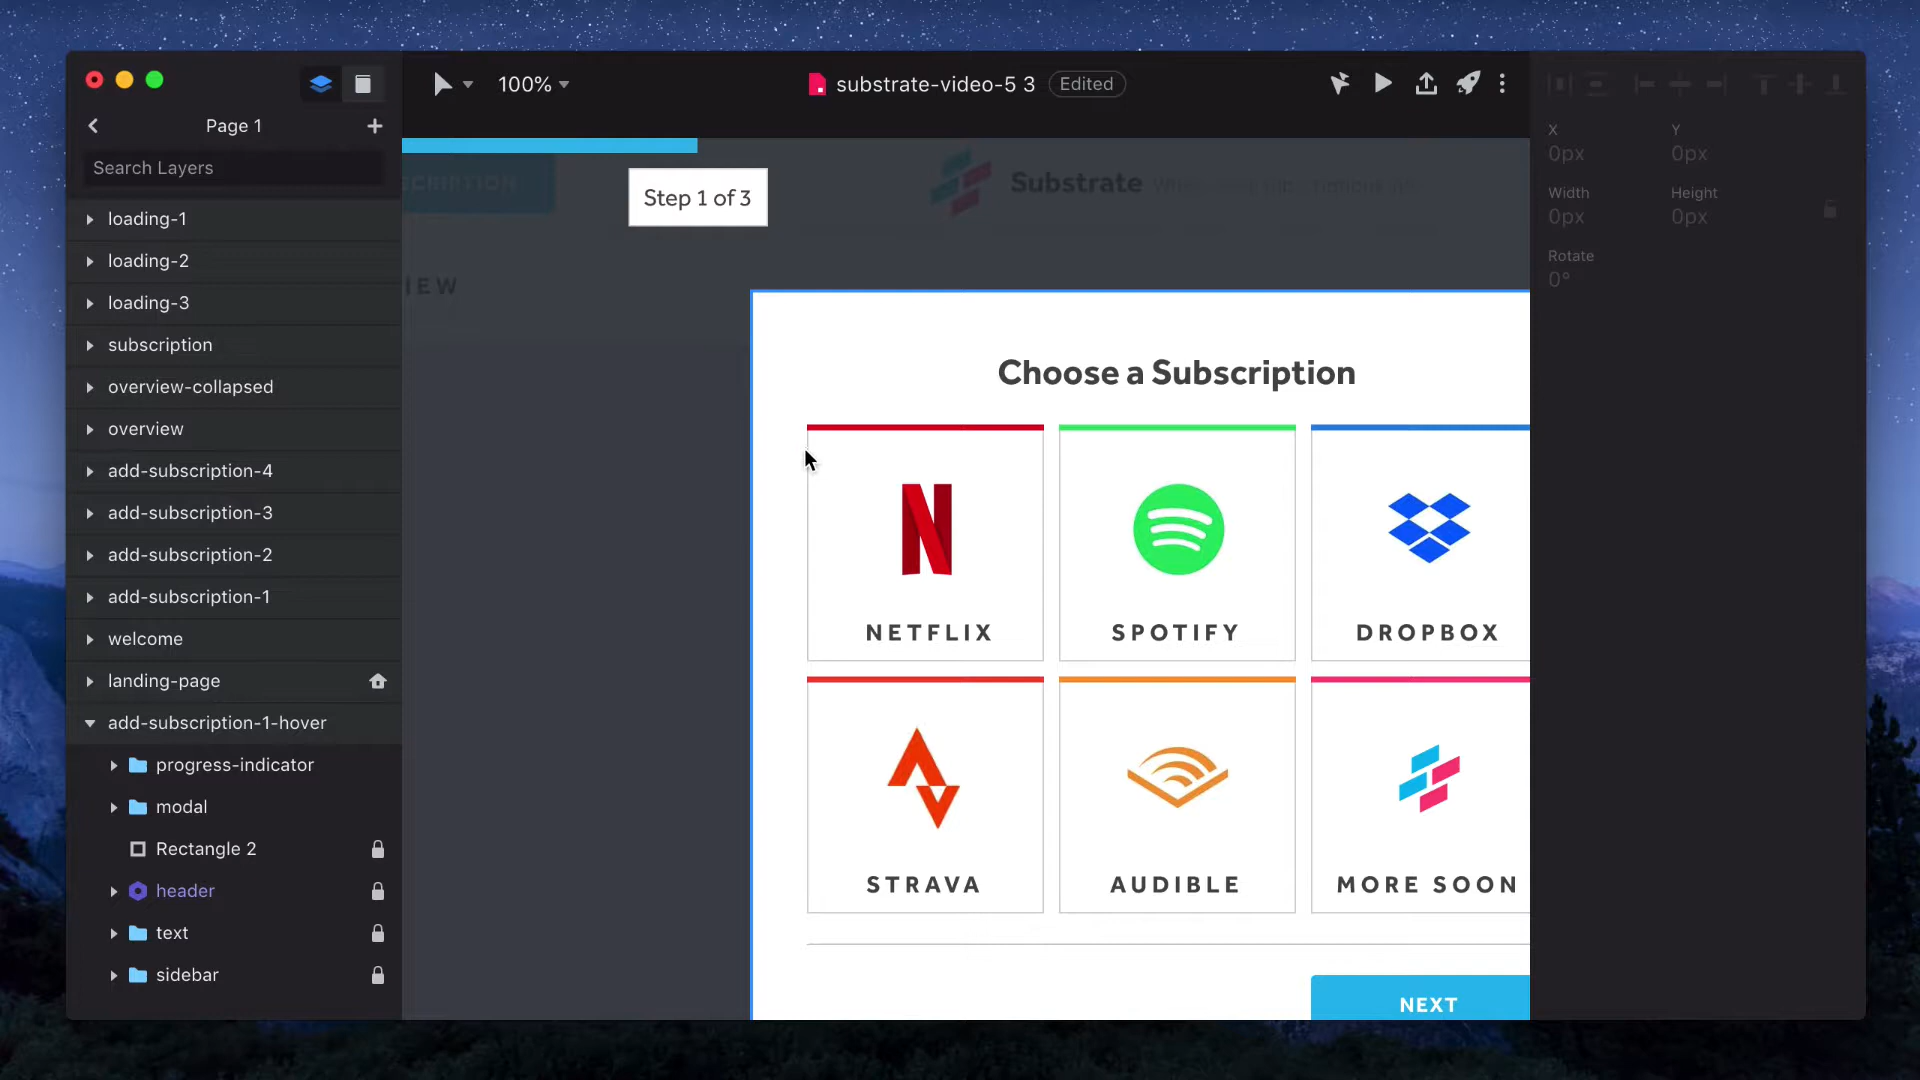 100%
substrate-video-5 3
Edited
Page 1
Search Layers
loading-1
loading-2
loading-3
subscription
overview-collapsed
overview
add-subscription-4
add-subscription-3
add-subscription-2
add-subscription-1
welcome
landing-page
add-subscription-1-hover
progress-indicator
modal
Rectangle 2
header
text
sidebar
Step 1 of 3
Substrate
IEW
Choose a Subscription
NETFLIX
SPOTIFY
DROPBOX
STRAVA
AUDIBLE
MORE SOON
NEXT
X
Y
0px
0px
Width
Height
0px
0px
Rotate
0°